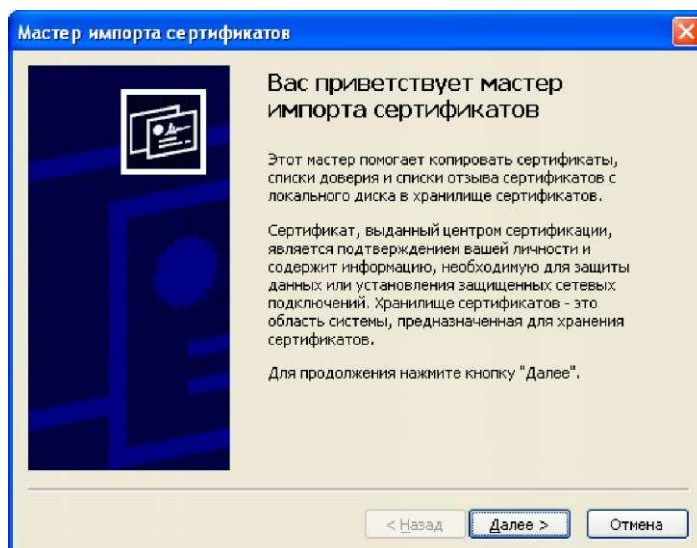 Мастер импорта сертификатов
Вас приветствует мастер
импорта сертификатов
Этот мастер помогает копировать сертификаты,
списки доверия и списки отзыва сертификатов с
локального диска в хранилище сертификатов.
Сертификат, выданный центром сертификации,
является подтверждением вашей личности и
содержит информацию, необходимую для защиты
данных или установления защищенных сетевых
подключений. Хранилище сертификатов - это
область системы, предназначенная для хранения
сертификатов.
Для продолжения нажмите кнопку "Далее".
< Назад Далее > Отмена